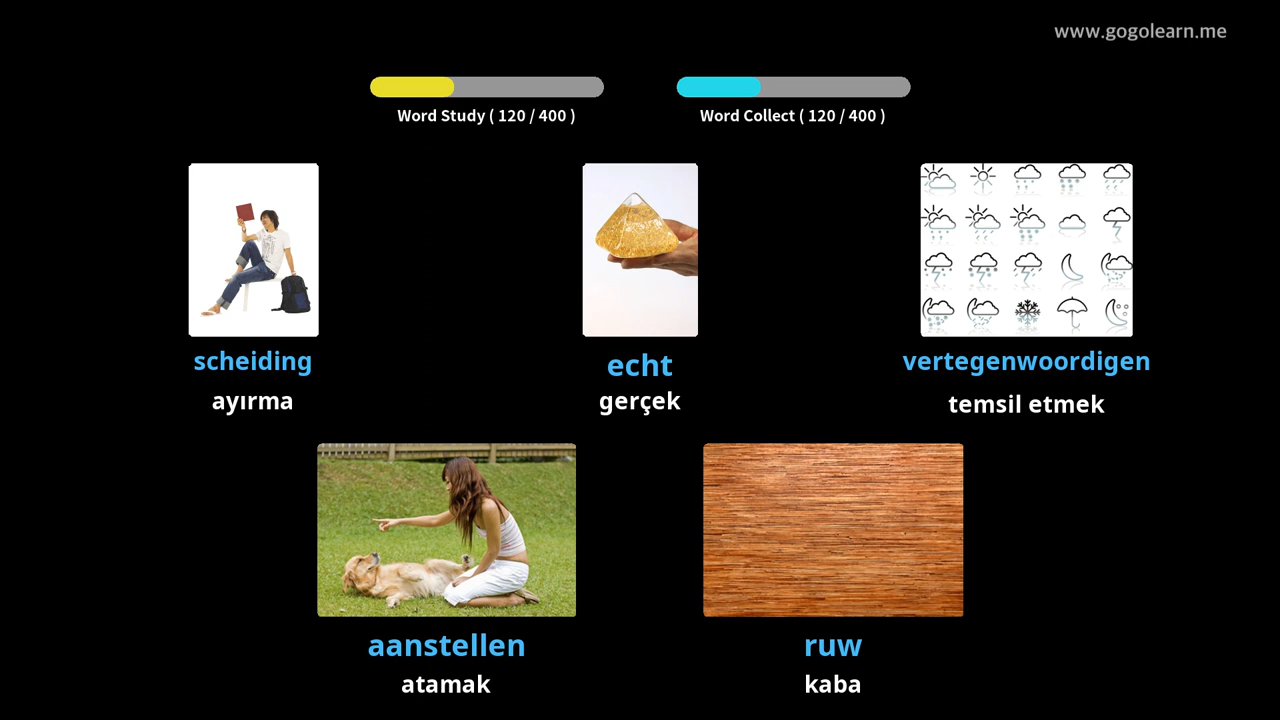 www.gogolearn.me
Word Study ( 120 / 400 )
Word Collect ( 120 / 400 )
scheiding
ayırma
echt
gerçek
vertegenwoordigen
temsil etmek
aanstellen
atamak
ruw
kaba